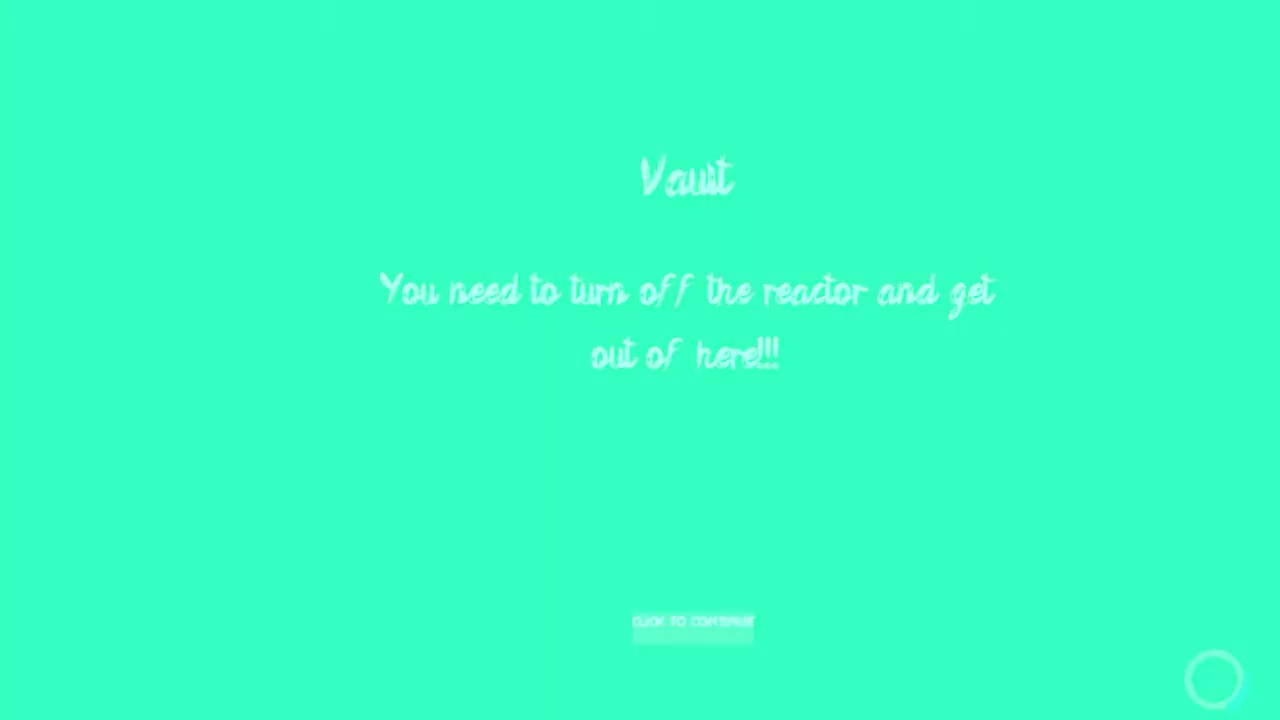 Vault
You need to turn off the reactor and get
out of here!!!
CLICK TO CONTINUE